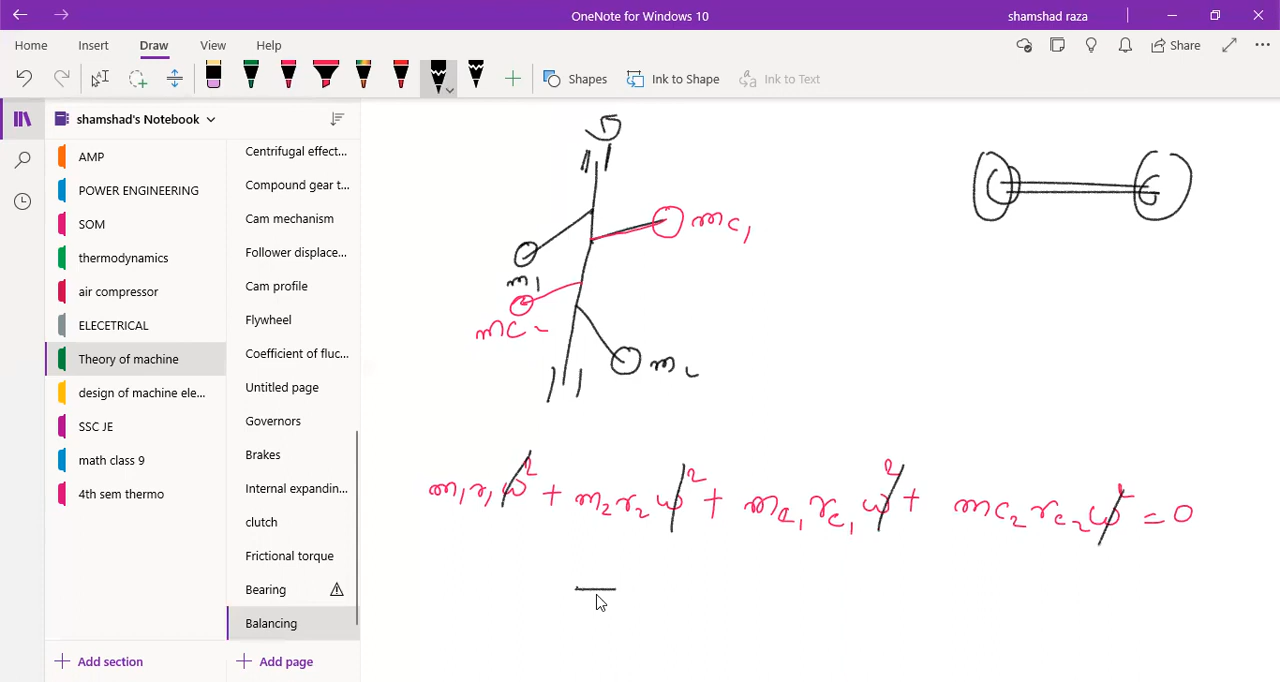 OneNote for Windows 10
shamshad raza
Home Insert Draw View Help
Share
Shapes
Ink to Shape
Ink to Text
shamshad's Notebook
AMP
POWER ENGINEERING
SOM
thermodynamics
air compressor
ELECETRICAL
Theory of machine
design of machine ele...
SSC JE
math class 9
4th sem thermo
Add section
Centrifugal effect...
Compound gear t...
Cam mechanism
Follower displace...
Cam profile
Flywheel
Coefficient of fluc...
Untitled page
Governors
Brakes
Internal expandin...
clutch
Frictional torque
Bearing
Balancing
Add page
mc₁
m₁
mc₂
m₂
m₁r₁ω² + m₂r₂ω² + mc₁rc₁ω² + mc₂rc₂ω² = 0